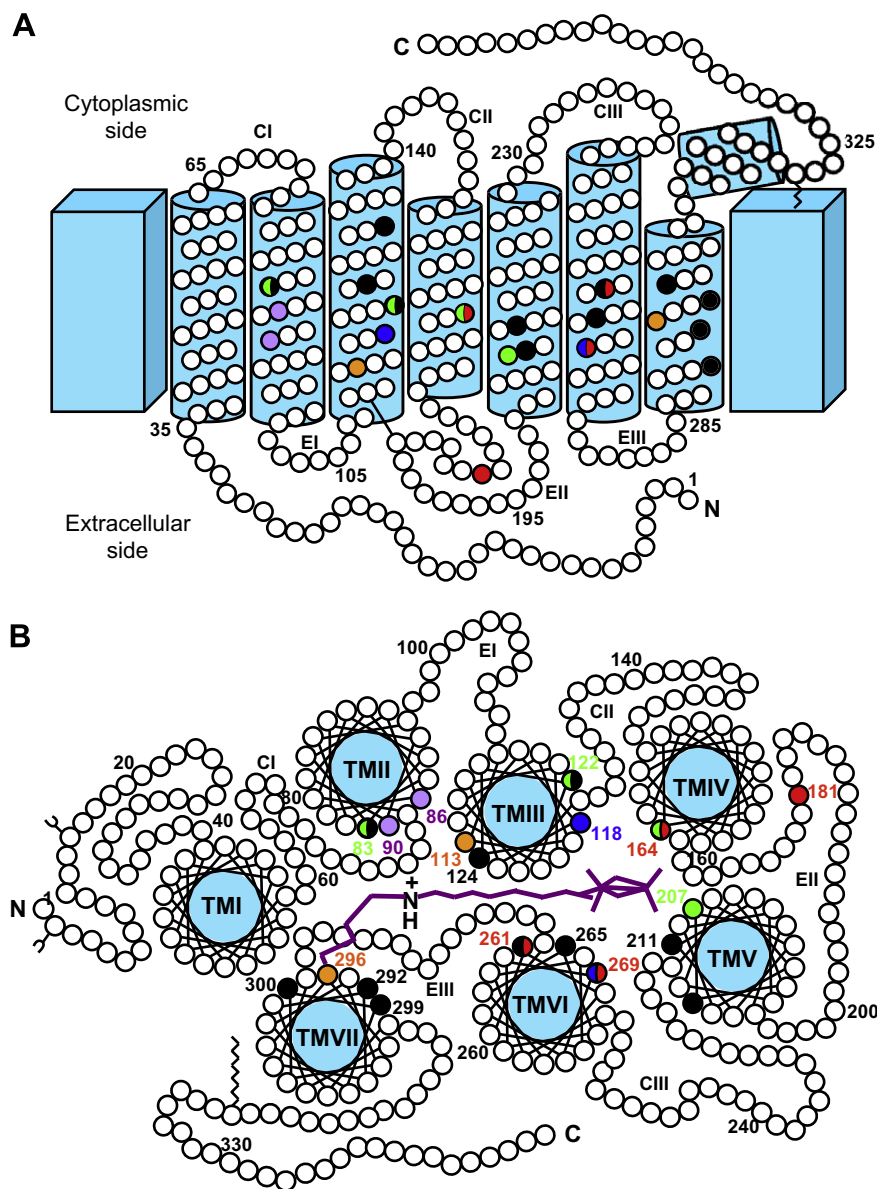 A
C
Cytoplasmic
side
CI
CII
CIII
65
140
230
325
35
EI
105
EII
195
EIII
285
1
N
Extracellular
side
B
100
EI
140
CII
20
CI
TMII
80
86
122
TMIII
TMIV
181
40
83
90
118
113
124
164
160
60
EII
N
1
TMI
+
N
H
207
261
265
211
TMV
296
269
300
292
EIII
299
TMVI
200
TMVII
260
CIII
240
330
C